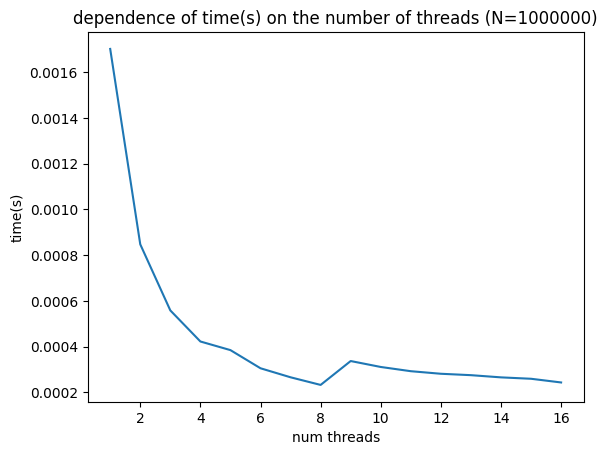 dependence of time(s) on the number of threads (N=1000000)
0.0016
0.0014
0.0012
0.0010
0.0008
0.0006
0.0004
0.0002
time(s)
2 4 6 8 10 12 14 16
num threads